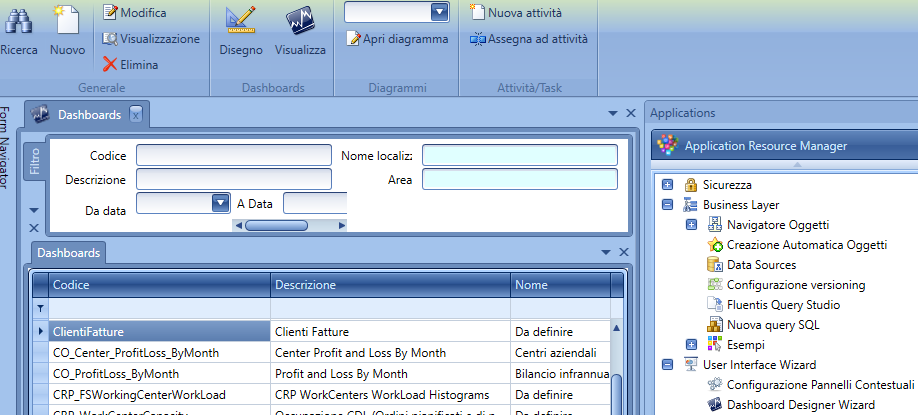 Ricerca
Nuovo
Modifica
Visualizzazione
Elimina
Generale
Disegno
Visualizza
Dashboards
Apri diagramma
Diagrammi
Nuova attività
Assegna ad attività
Attività/Task
Form Navigator
Dashboards
Filtro
Codice
Nome localiz
Descrizione
Area
Da data
A Data
Dashboards
Codice Descrizione Nome
ClientiFatture Clienti Fatture Da definire
CO_Center_ProfitLoss_ByMonth Center Profit and Loss By Month Centri aziendali
CO_ProfitLoss_ByMonth Profit and Loss By Month Bilancio infrannua
CRP_FSWorkingCenterWorkLoad CRP WorkCenters WorkLoad Histograms Da definire
CRP_WorkCenterCapacity Occupazione CDL (Ordini pianificati e di p Da definire
Applications
Application Resource Manager
Sicurezza
Business Layer
Navigatore Oggetti
Creazione Automatica Oggetti
Data Sources
Configurazione versioning
Fluentis Query Studio
Nuova query SQL
Esempi
User Interface Wizard
Configurazione Pannelli Contestuali
Dashboard Designer Wizard